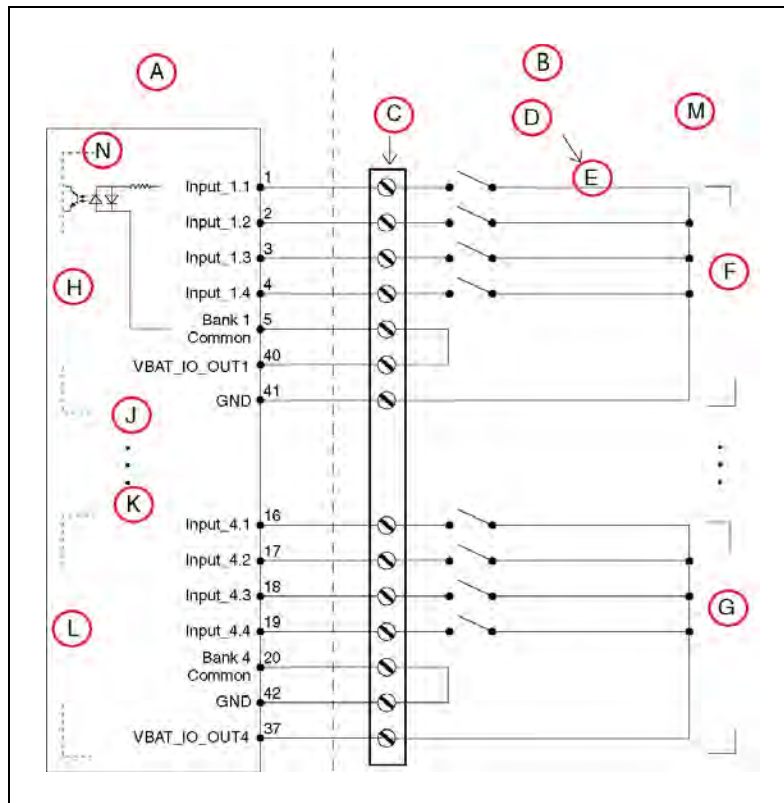 A
B
C
D
M
N
E
Input_1.1 1
Input_1.2 2
Input_1.3 3
Input_1.4 4
H
F
Bank 1
Common 5
VBAT_IO_OUT1 40
GND 41
J
K
Input_4.1 16
Input_4.2 17
Input_4.3 18
Input_4.4 19
L
G
Bank 4
Common 20
GND 42
VBAT_IO_OUT4 37